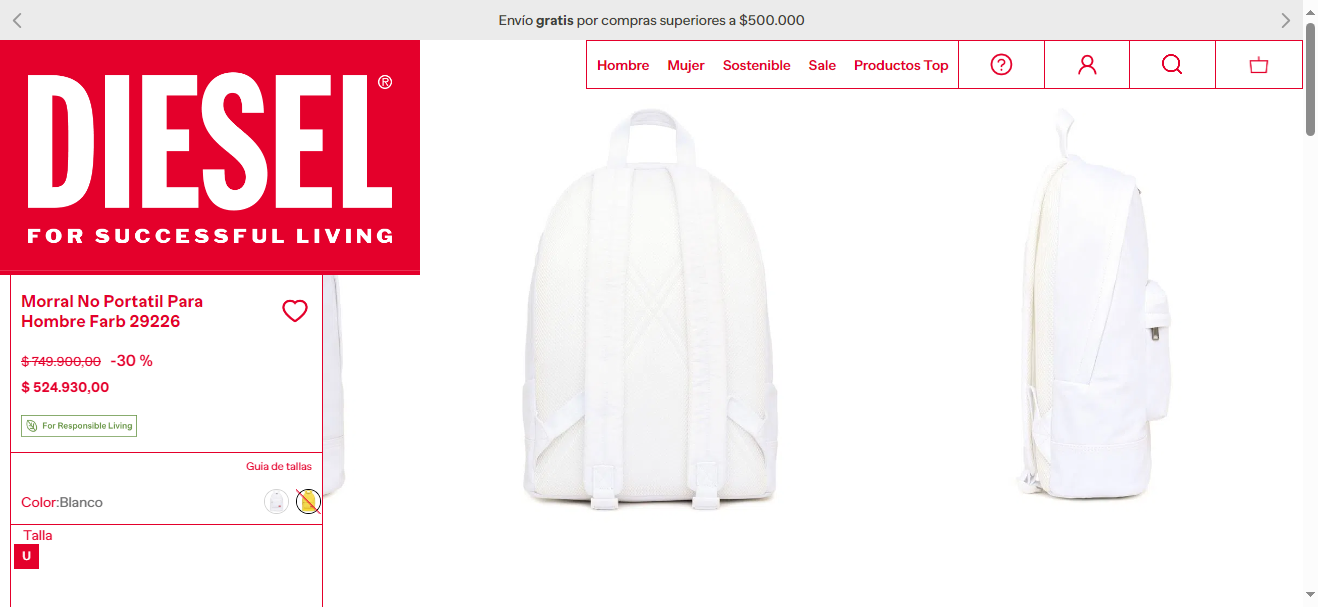 Envío gratis por compras superiores a $500.000
DIESEL®
FOR SUCCESSFUL LIVING
Hombre Mujer Sostenible Sale Productos Top
Morral No Portatil Para
Hombre Farb 29226
$ 749.900,00 -30 %
$ 524.930,00
For Responsible Living
Guia de tallas
Color:Blanco
Talla
U